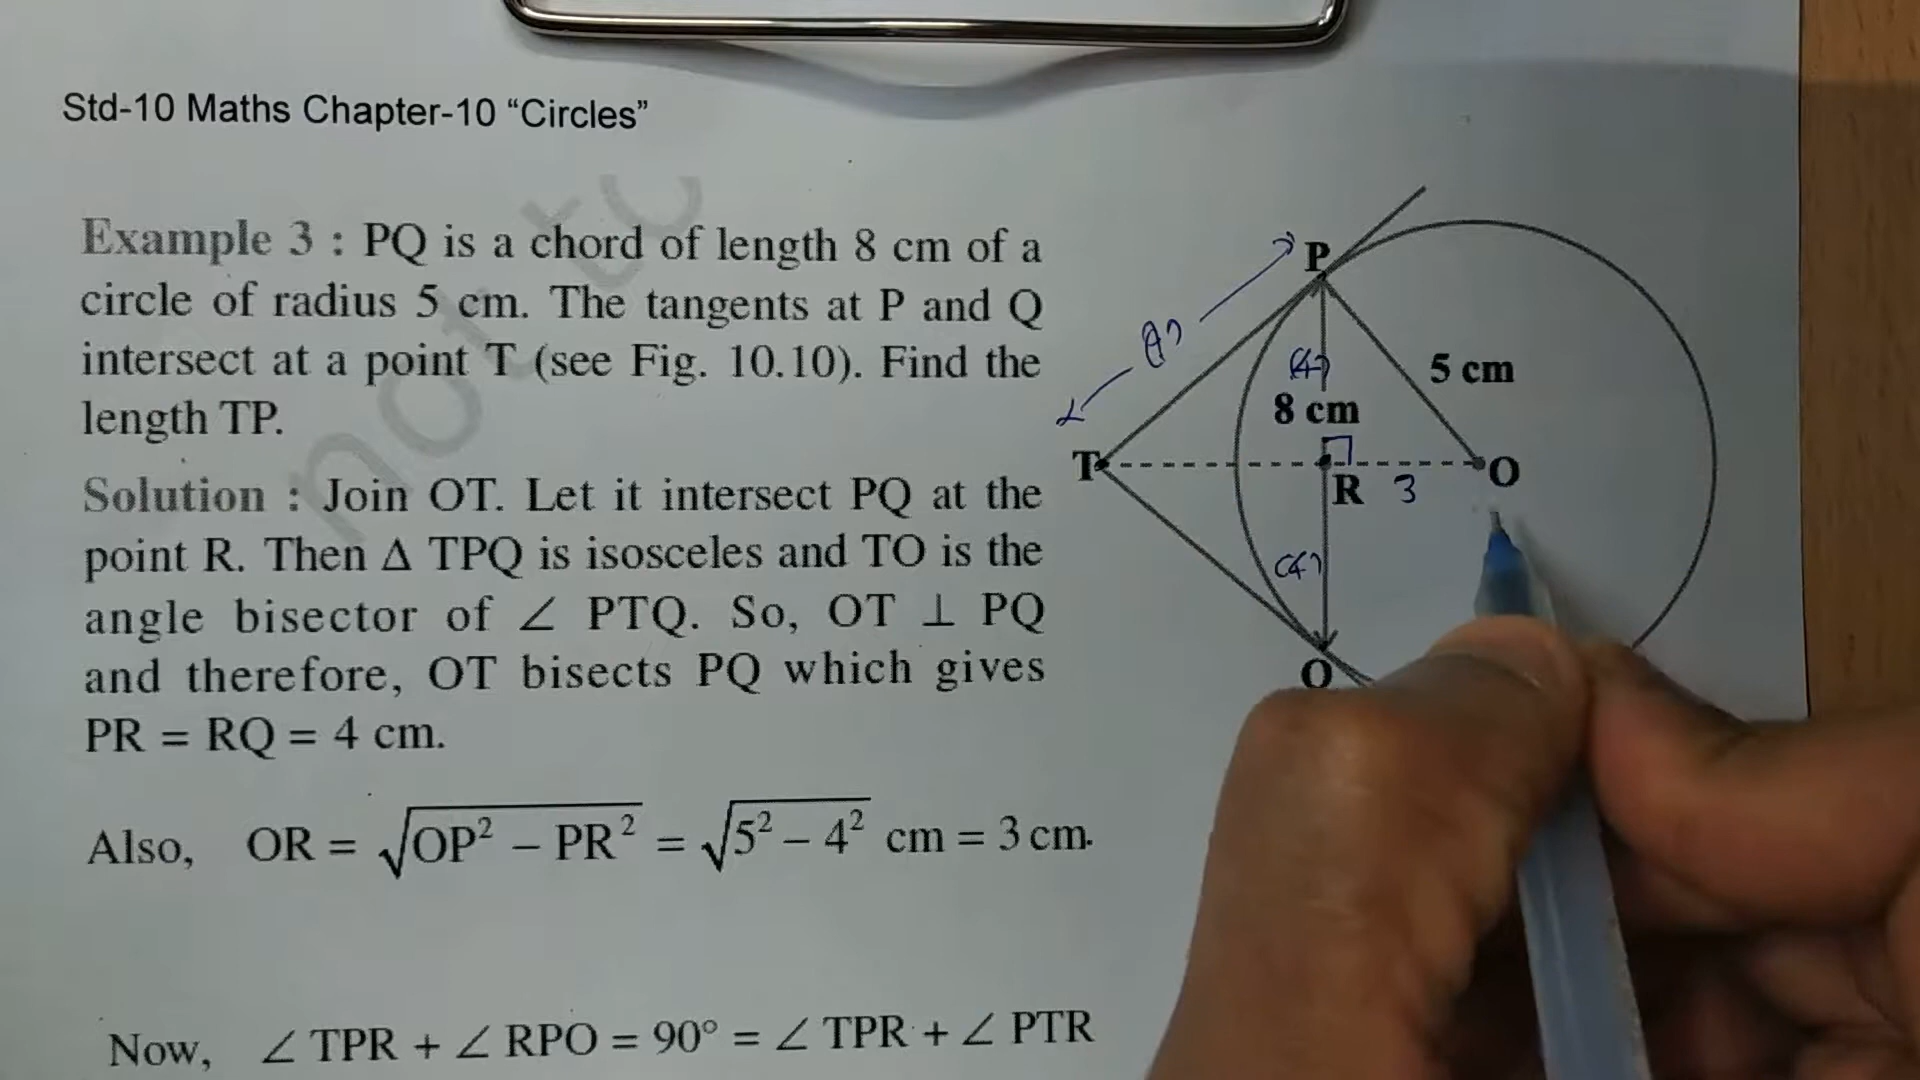 Std-10 Maths Chapter-10 “Circles”
Example 3 : PQ is a chord of length 8 cm of a
circle of radius 5 cm. The tangents at P and Q
intersect at a point T (see Fig. 10.10). Find the
length TP.
Solution : Join OT. Let it intersect PQ at the
point R. Then Δ TPQ is isosceles and TO is the
angle bisector of ∠ PTQ. So, OT ⊥ PQ
and therefore, OT bisects PQ which gives
PR = RQ = 4 cm.
Also, OR = √(OP² – PR²) = √(5² – 4²) cm = 3 cm.
Now, ∠ TPR + ∠ RPO = 90° = ∠ TPR + ∠ PTR
P
(?)
(4)
5 cm
8 cm
T
O
R 3
(4)
Q
not to